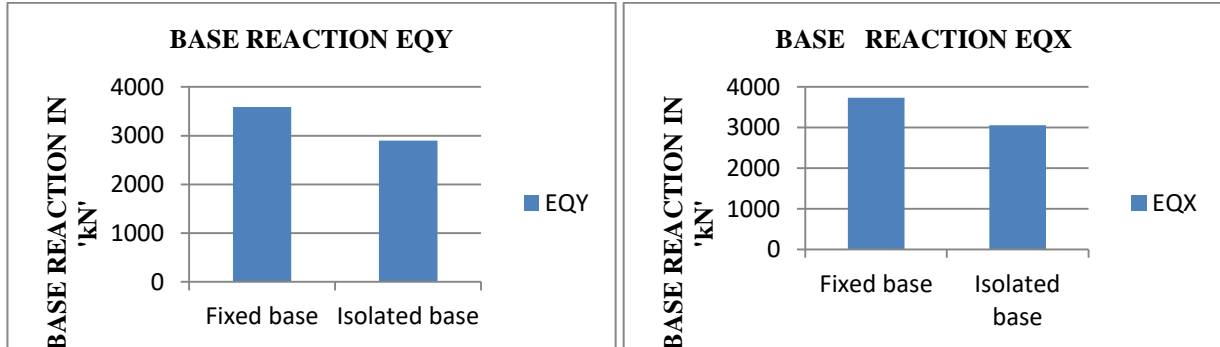 BASE REACTION EQY
BASE REACTION IN
'kN'
4000
3000
2000
1000
0
Fixed base Isolated base
EQY
BASE REACTION EQX
BASE REACTION IN
'kN'
4000
3000
2000
1000
0
Fixed base Isolated
base
EQX